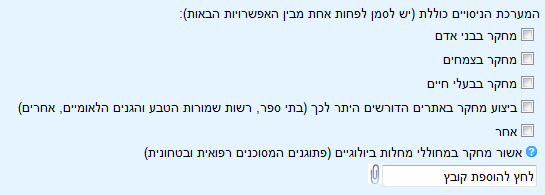 המערכת הניסויים כוללת (יש לסמן לפחות אחת מבין האפשרויות הבאות):
מחקר בבני אדם
מחקר בצמחים
מחקר בבעלי חיים
ביצוע מחקר באתרים הדורשים היתר לכך (בתי ספר, רשות שמורות הטבע והגנים הלאומיים, אחרים)
אחר
אשור מחקר במחוללי מחלות ביולוגיים (פתוגנים המסוכנים רפואית ובטחונית)
לחץ להוספת קובץ